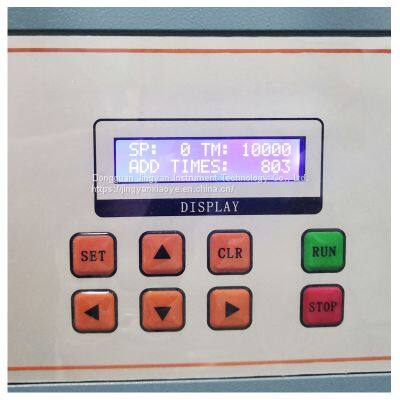 SP: 0 TM: 10000
ADD TIMES: 803
Dongguan Jingyan Instrument Technology Co., Ltd.
https://jingyanxiaoye.en.china.cn/
DISPLAY
SET CLR RUN
STOP